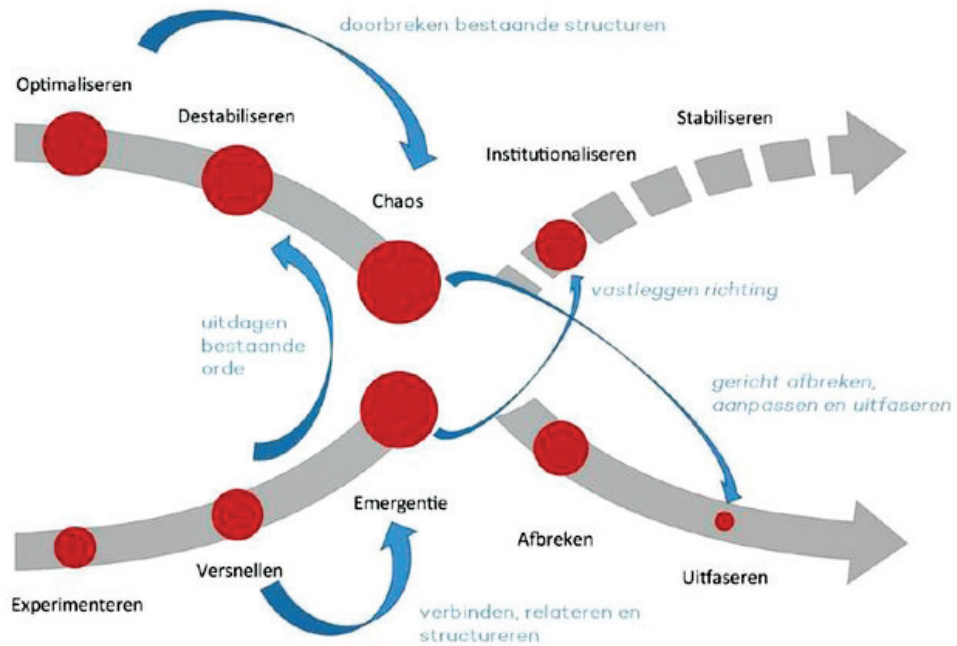 doorbreken bestaande structuren
Optimaliseren
Destabiliseren
Stabiliseren
Institutionaliseren
Chaos
vastleggen richting
uitdagen
bestaande
orde
gericht afbreken,
aanpassen en uitfaseren
Emergentie
Afbreken
Versnellen
Uitfaseren
Experimenteren
verbinden, relateren en
structureren